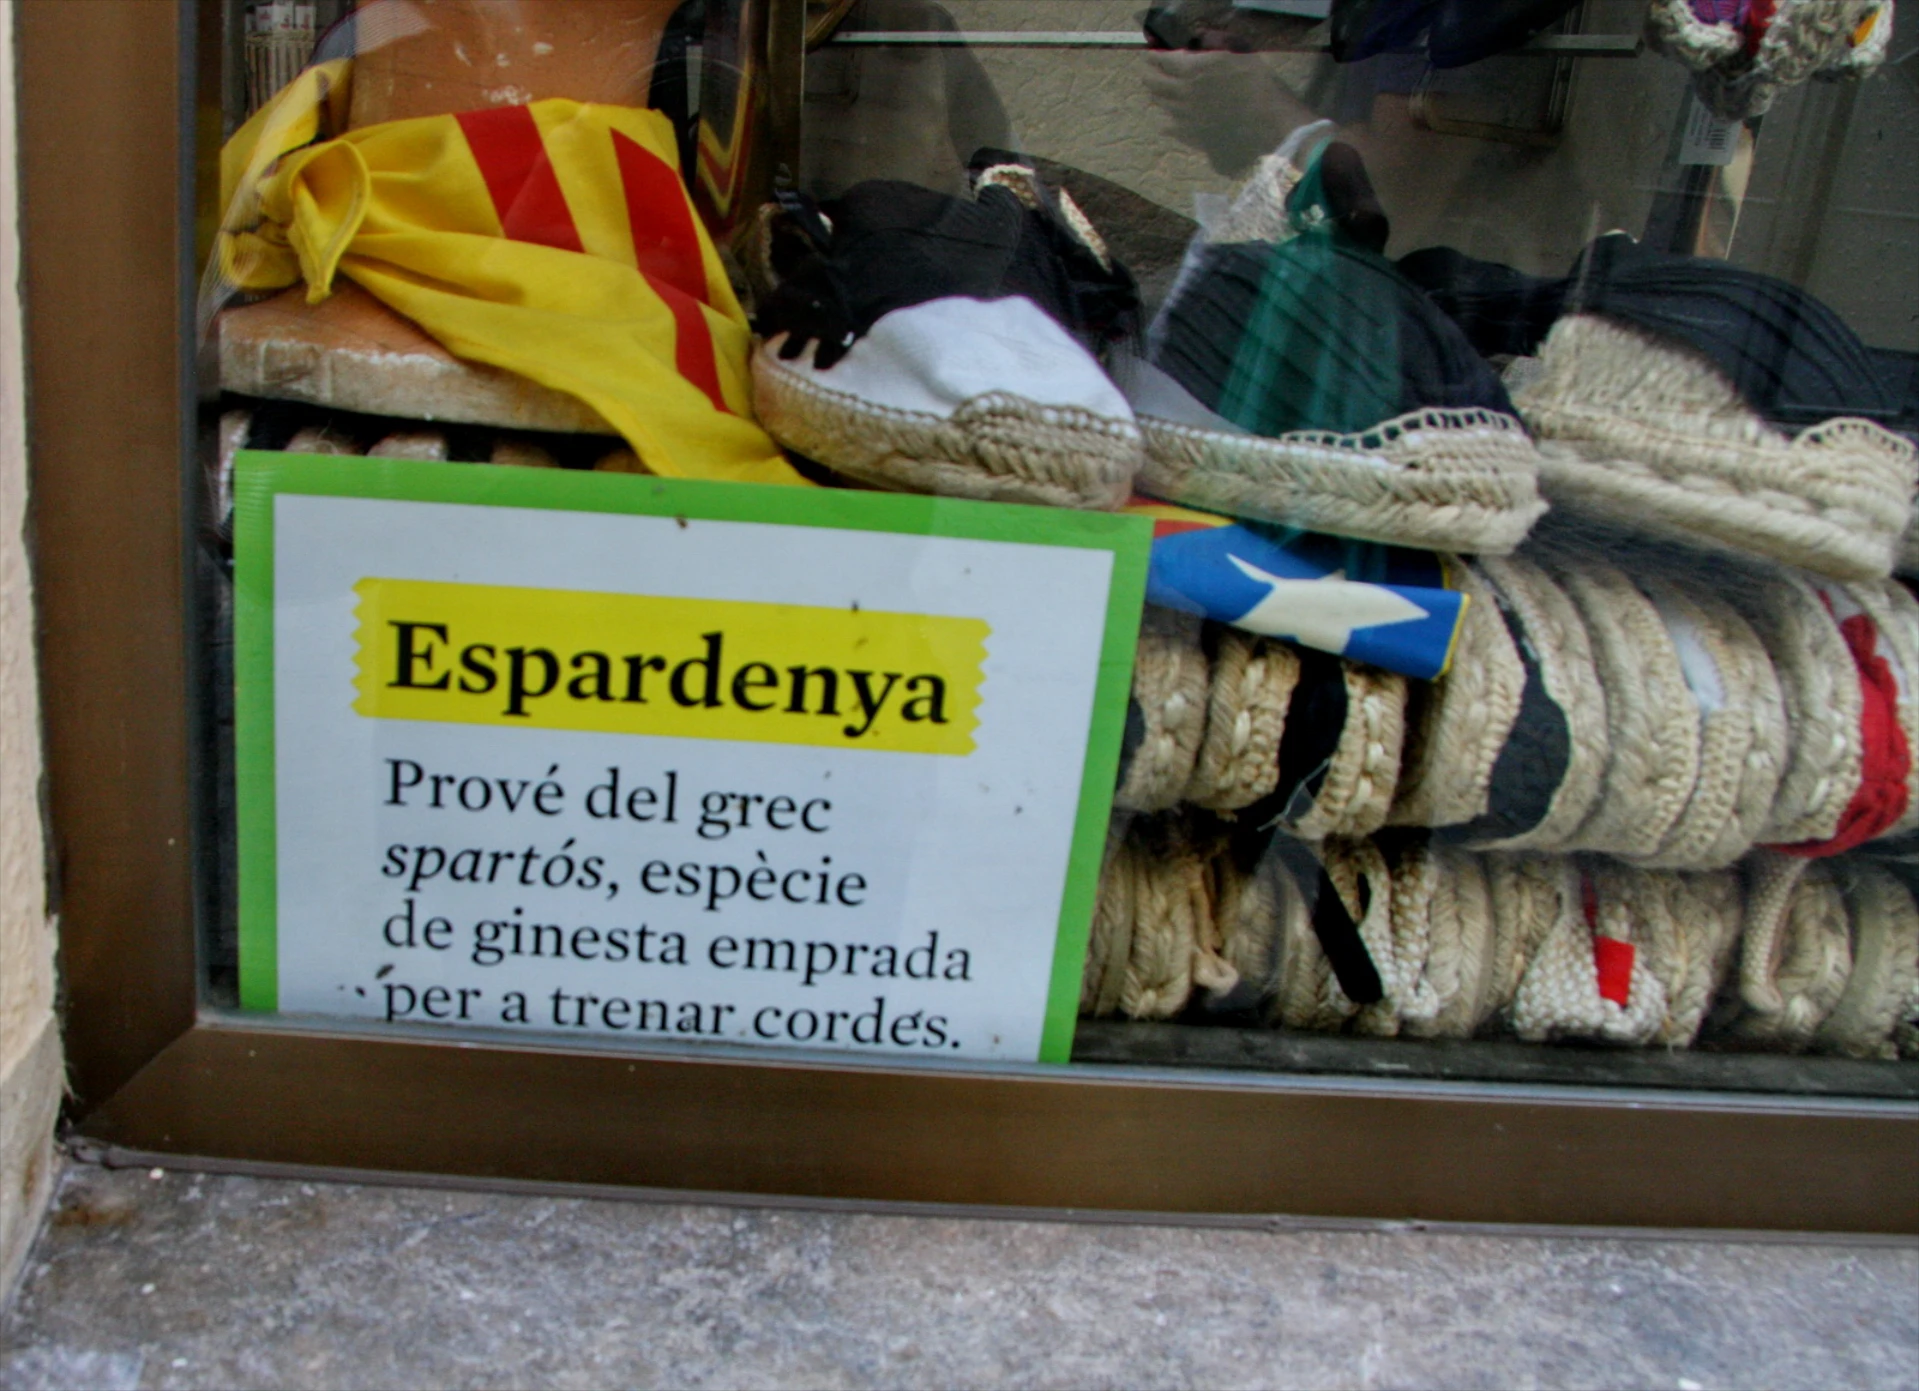 Espardenya
Prové del grec
spartós, espècie
de ginesta emprada
per a trenar cordes.